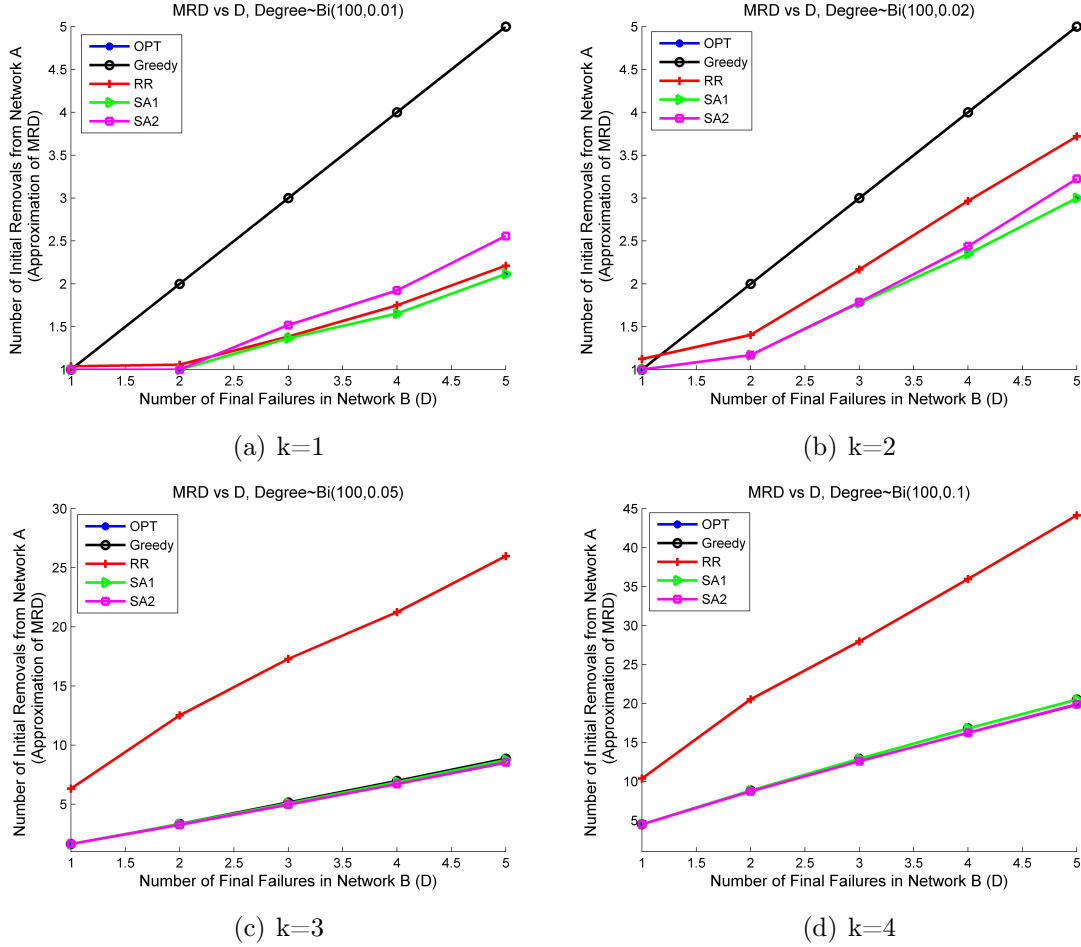 MRD vs D, Degree~Bi(100,0.01)
Number of Initial Removals from Network A
(Approximation of MRD)
5
4.5
4
3.5
3
2.5
2
1.5
1
OPT
Greedy
RR
SA1
SA2
1 1.5 2 2.5 3 3.5 4 4.5 5
Number of Final Failures in Network B (D)
(a) k=1
MRD vs D, Degree~Bi(100,0.02)
Number of Initial Removals from Network A
(Approximation of MRD)
5
4.5
4
3.5
3
2.5
2
1.5
1
OPT
Greedy
RR
SA1
SA2
1 1.5 2 2.5 3 3.5 4 4.5 5
Number of Final Failures in Network B (D)
(b) k=2
MRD vs D, Degree~Bi(100,0.05)
Number of Initial Removals from Network A
(Approximation of MRD)
30
25
20
15
10
5
OPT
Greedy
RR
SA1
SA2
1 1.5 2 2.5 3 3.5 4 4.5 5
Number of Final Failures in Network B (D)
(c) k=3
MRD vs D, Degree~Bi(100,0.1)
Number of Initial Removals from Network A
(Approximation of MRD)
45
40
35
30
25
20
15
10
5
OPT
Greedy
RR
SA1
SA2
1 1.5 2 2.5 3 3.5 4 4.5 5
Number of Final Failures in Network B (D)
(d) k=4